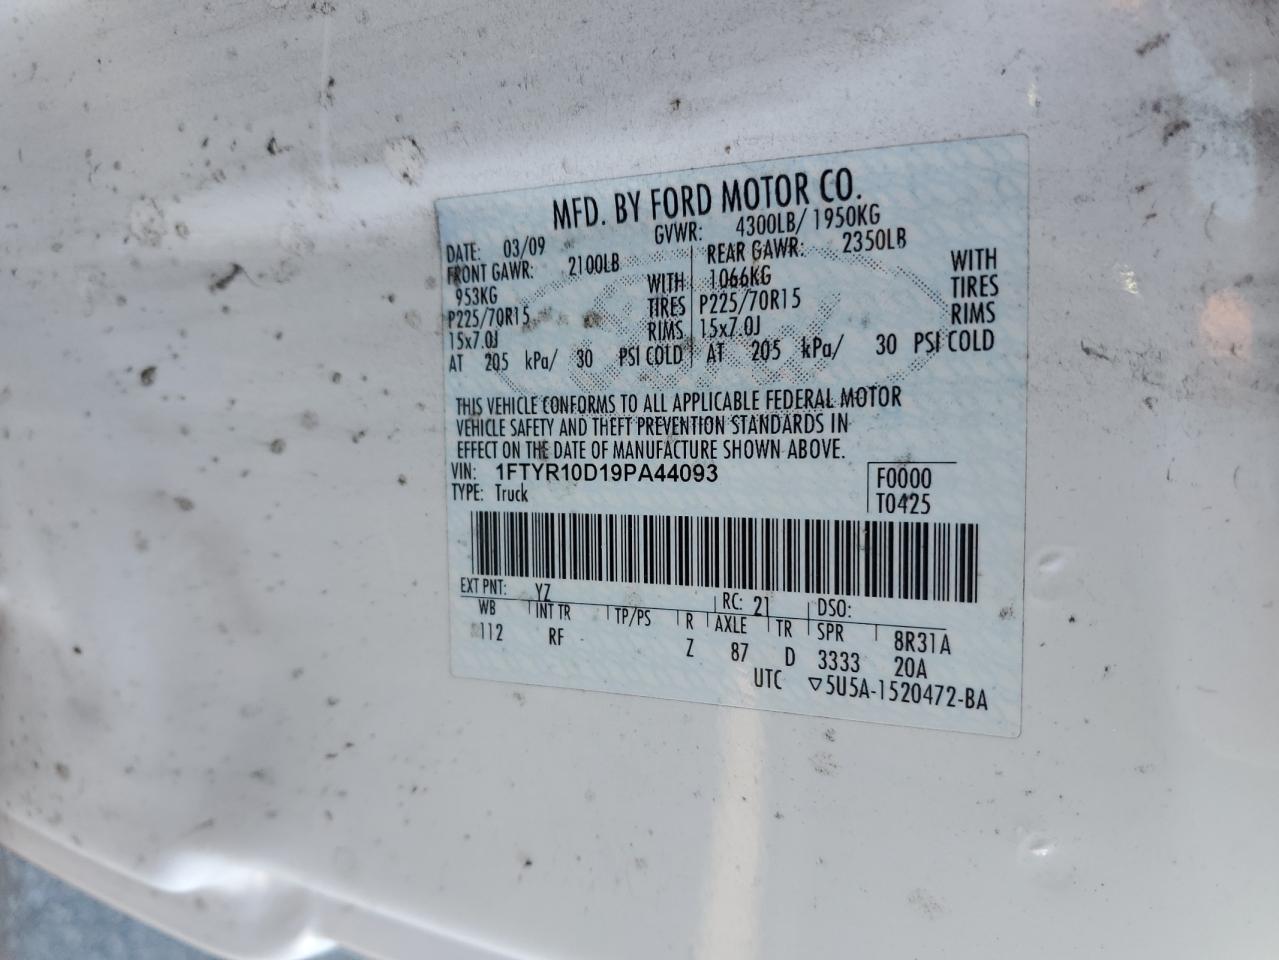 MFD. BY FORD MOTOR CO.
DATE: 03/09 GVWR: 4300LB/ 1950KG
FRONT GAWR: 2100LB REAR GAWR: 2350LB
953KG WITH 1066KG WITH
P225/70R15 TIRES P225/70R15 TIRES
15x7.0J RIMS 15x7.0J RIMS
AT 205 kPa/ 30 PSI COLD AT 205 kPa/ 30 PSI COLD
THIS VEHICLE CONFORMS TO ALL APPLICABLE FEDERAL MOTOR
VEHICLE SAFETY AND THEFT PREVENTION STANDARDS IN
EFFECT ON THE DATE OF MANUFACTURE SHOWN ABOVE.
VIN: 1FTYR10D19PA44093 F0000
TYPE: Truck T0425
EXT PNT: YZ RC: 21 DSO:
WB INT TR TP/PS R AXLE TR SPR 8R31A
112 RF Z 87 D 3333 20A
UTC ▽5U5A-1520472-BA